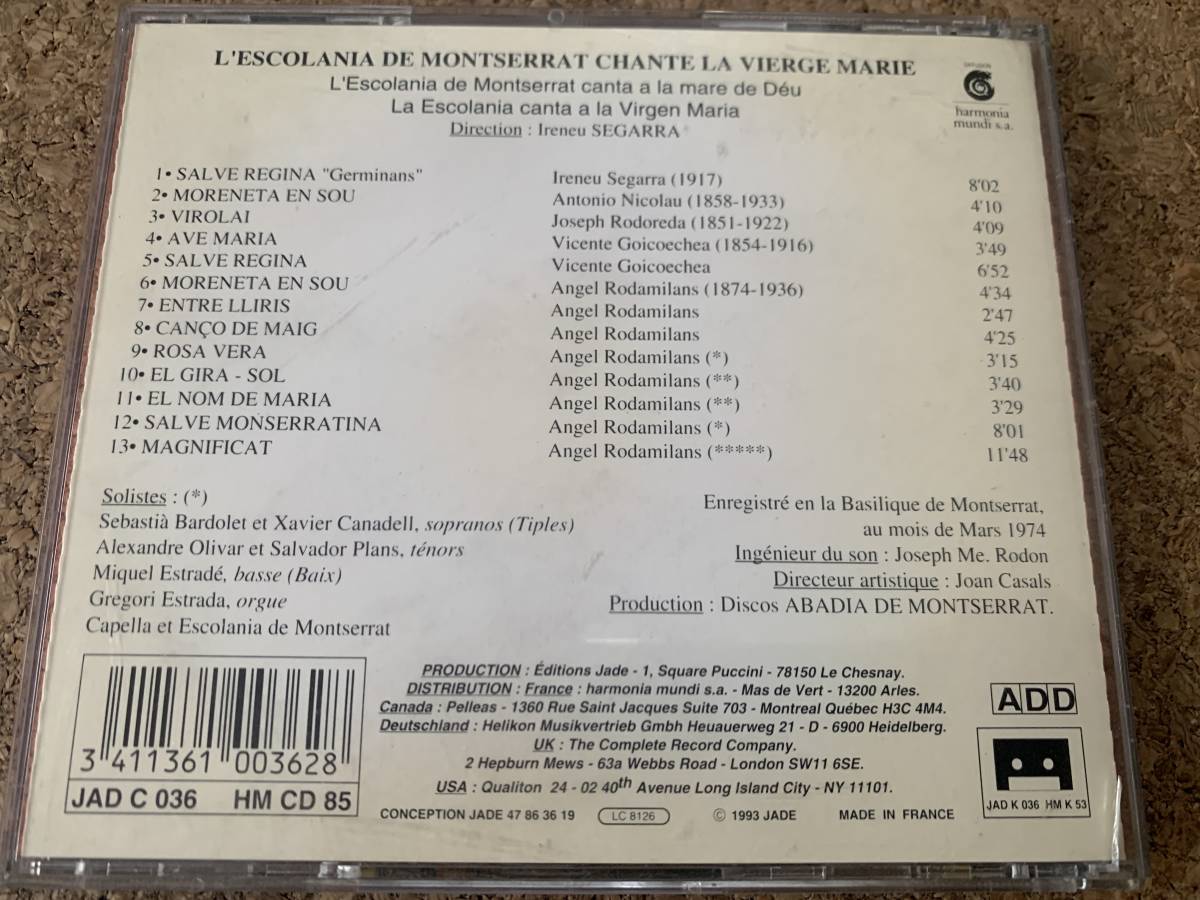 L'ESCOLANIA DE MONTSERRAT CHANTE LA VIERGE MARIE
L'Escolania de Montserrat canta a la mare de Déu
La Escolania canta a la Virgen Maria
Direction : Ireneu SEGARRA
harmonia
mundi s.a.
1• SALVE REGINA "Germinans" Ireneu Segarra (1917) 8'02
2• MORENETA EN SOU Antonio Nicolau (1858-1933) 4'10
3• VIROLAI Joseph Rodoreda (1851-1922) 4'09
4• AVE MARIA Vicente Goicoechea (1854-1916) 3'49
5• SALVE REGINA Vicente Goicoechea 6'52
6• MORENETA EN SOU Angel Rodamilans (1874-1936) 4'34
7• ENTRE LLIRIS Angel Rodamilans 2'47
8• CANÇO DE MAIG Angel Rodamilans 4'25
9• ROSA VERA Angel Rodamilans (*) 3'15
10• EL GIRA - SOL Angel Rodamilans (**) 3'40
11• EL NOM DE MARIA Angel Rodamilans (**) 3'29
12• SALVE MONSERRATINA Angel Rodamilans (*) 8'01
13• MAGNIFICAT Angel Rodamilans (*****) 11'48
Solistes : (*)
Sebastià Bardolet et Xavier Canadell, sopranos (Tiples)
Alexandre Olivar et Salvador Plans, ténors
Miquel Estradé, basse (Baix)
Gregori Estrada, orgue
Capella et Escolania de Montserrat
Enregistré en la Basilique de Montserrat,
au mois de Mars 1974
Ingénieur du son : Joseph Me. Rodon
Directeur artistique : Joan Casals
Production : Discos ABADIA DE MONTSERRAT.
3 411361 003628
JAD C 036 HM CD 85
PRODUCTION : Éditions Jade - 1, Square Puccini - 78150 Le Chesnay.
DISTRIBUTION : France : harmonia mundi s.a. - Mas de Vert - 13200 Arles.
Canada : Pelleas - 1360 Rue Saint Jacques Suite 703 - Montreal Québec H3C 4M4.
Deutschland : Helikon Musikvertrieb Gmbh Heuauerweg 21 - D - 6900 Heidelberg.
UK : The Complete Record Company.
2 Hepburn Mews - 63a Webbs Road - London SW11 6SE.
USA : Qualiton 24 - 02 40th Avenue Long Island City - NY 11101.
CONCEPTION JADE 47 86 36 19 LC 8126 © 1993 JADE MADE IN FRANCE
ADD
JAD K 036 HM K 53